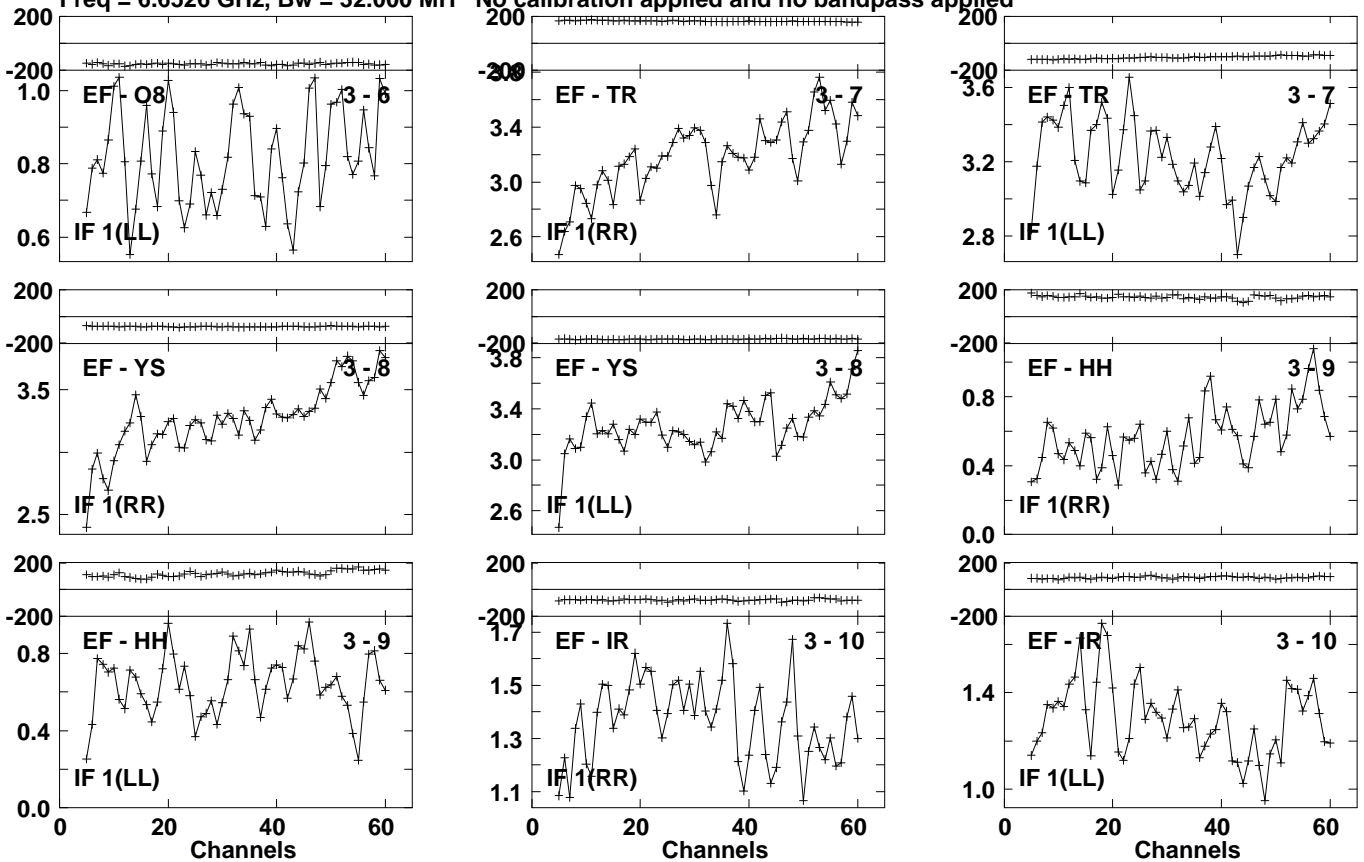 Freq = 6.6526 GHz, Bw = 32.000 MH No calibration applied and no bandpass applied
200 200 200
-200 -200 -200
1.0 3.8 3.6
EF - O8 3 - 6 EF - TR 3 - 7 EF - TR 3 - 7
0.8 3.4 3.2
3.0
0.6 2.6 2.8
IF 1(LL) IF 1(RR) IF 1(LL)
200 200 200
-200 -200 -200
3.8
EF - YS 3 - 8 EF - YS 3 - 8 EF - HH 3 - 9
3.5 3.4 0.8
3.0 0.4
2.5 2.6 0.0
IF 1(RR) IF 1(LL) IF 1(RR)
200 200 200
-200 -200 -200
1.7
EF - HH 3 - 9 EF - IR 3 - 10 EF - IR 3 - 10
0.8 1.5 1.4
0.4 1.3
IF 1(LL) IF 1(RR) IF 1(LL)
0.0 1.1 1.0
0 20 40 60 0 20 40 60 0 20 40 60
Channels Channels Channels